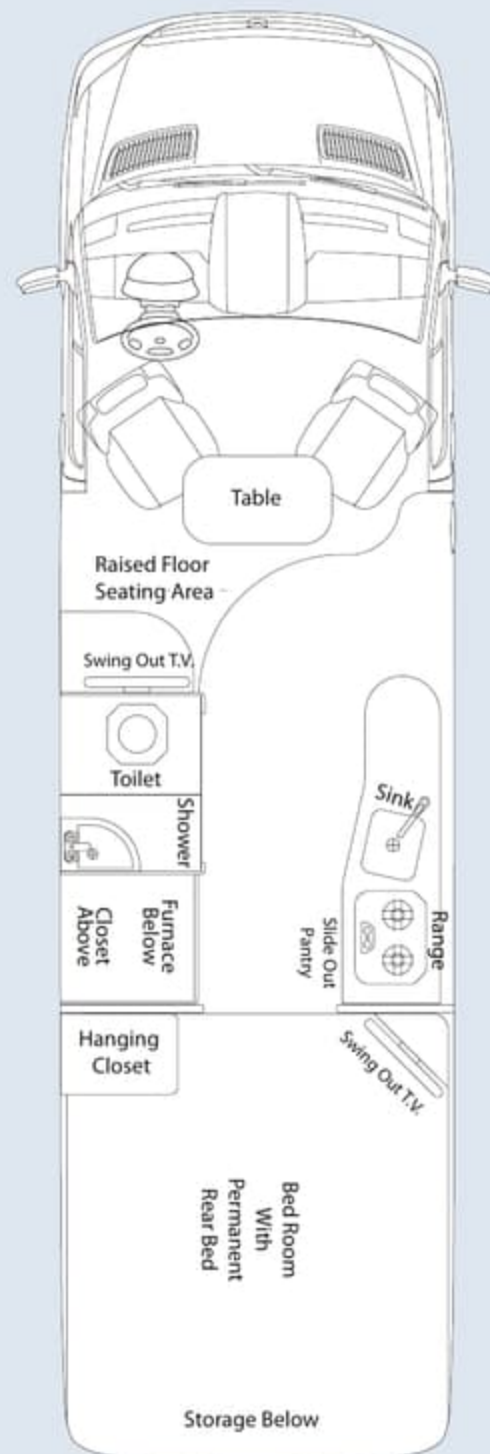 Table
Raised Floor
Seating Area
Swing Out T.V.
Toilet
Sink
Shower
Furnace
Below
Closet
Above
Range
Slide Out
Pantry
Hanging
Closet
Swing Out T.V.
Bed Room
With
Permanent
Rear Bed
Storage Below